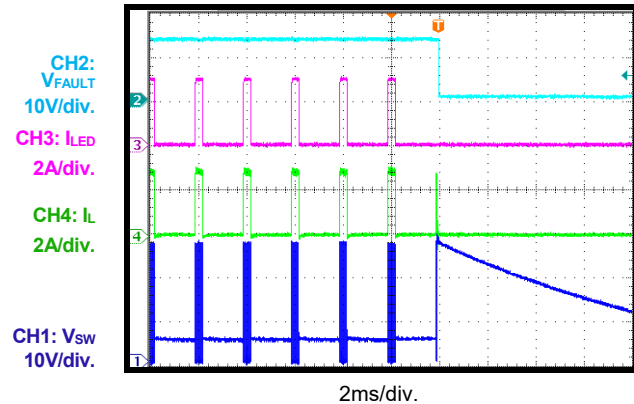 T
CH2:
VFAULT
10V/div.
2
CH3: ILED
2A/div.
3
CH4: IL
2A/div.
4
CH1: VSW
10V/div.
1
2ms/div.